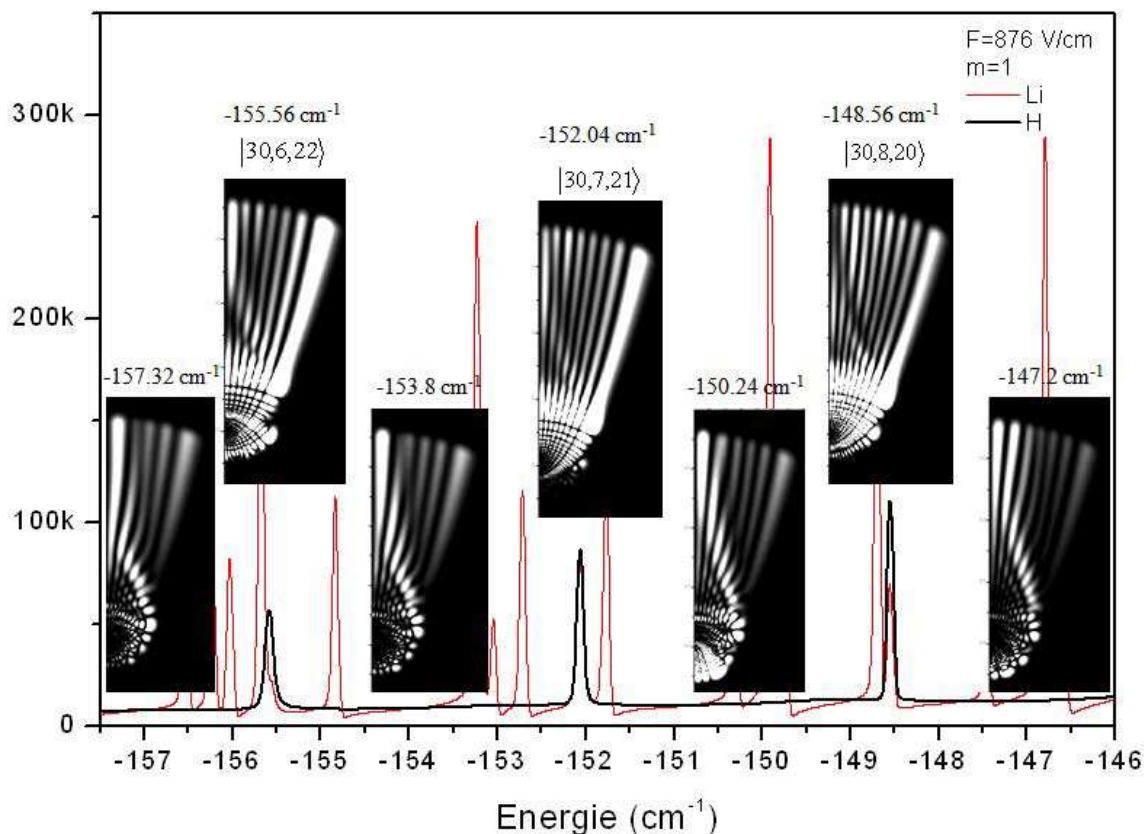 300k
200k
100k
0
F=876 V/cm
m=1
Li
H
-155.56 cm⁻¹
|30,6,22⟩
-152.04 cm⁻¹
|30,7,21⟩
-148.56 cm⁻¹
|30,8,20⟩
-157.32 cm⁻¹
-153.8 cm⁻¹
-150.24 cm⁻¹
-147.2 cm⁻¹
-157 -156 -155 -154 -153 -152 -151 -150 -149 -148 -147 -146
Energie (cm⁻¹)